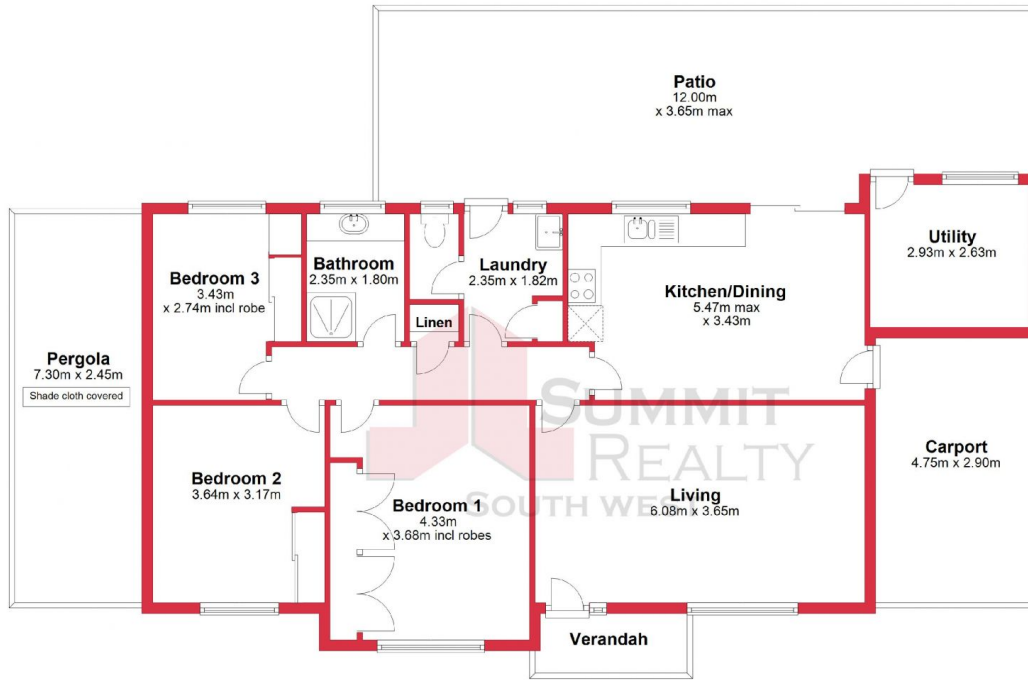 Patio
12.00m
x 3.65m max
Utility
2.93m x 2.63m
Bedroom 3
3.43m
x 2.74m incl robe
Bathroom
2.35m x 1.80m
Laundry
2.35m x 1.82m
Kitchen/Dining
5.47m max
x 3.43m
Linen
Pergola
7.30m x 2.45m
Shade cloth covered
SUMMIT
REALTY
SOUTH WEST
Carport
4.75m x 2.90m
Bedroom 2
3.64m x 3.17m
Bedroom 1
4.33m
x 3.68m incl robes
Living
6.08m x 3.65m
Verandah